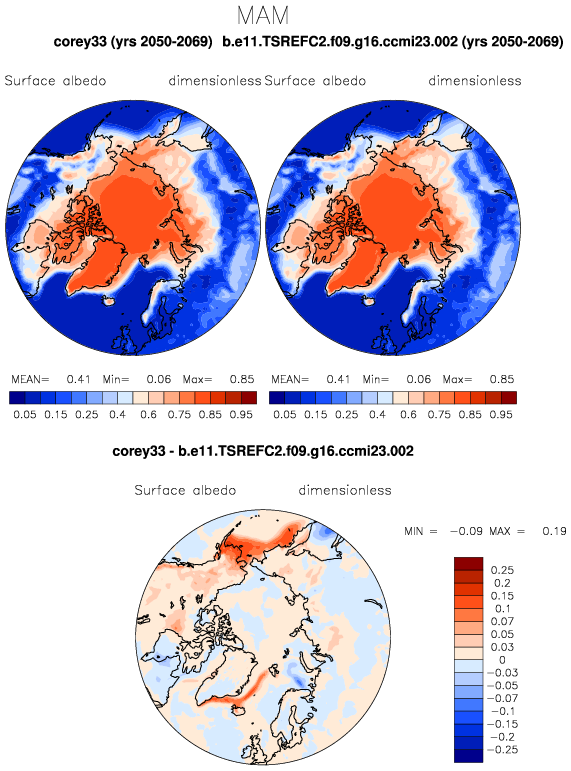 MAM
corey33 (yrs 2050-2069) b.e11.TSREFC2.f09.g16.ccmi23.002 (yrs 2050-2069)
Surface albedo dimensionless Surface albedo dimensionless
MEAN= 0.41 Min= 0.06 Max= 0.85 MEAN= 0.41 Min= 0.06 Max= 0.85
0.05 0.15 0.25 0.4 0.6 0.75 0.85 0.95 0.05 0.15 0.25 0.4 0.6 0.75 0.85 0.95
corey33 - b.e11.TSREFC2.f09.g16.ccmi23.002
Surface albedo dimensionless
MIN = -0.09 MAX = 0.19
0.25
0.2
0.15
0.1
0.07
0.05
0.03
0
-0.03
-0.05
-0.07
-0.1
-0.15
-0.2
-0.25